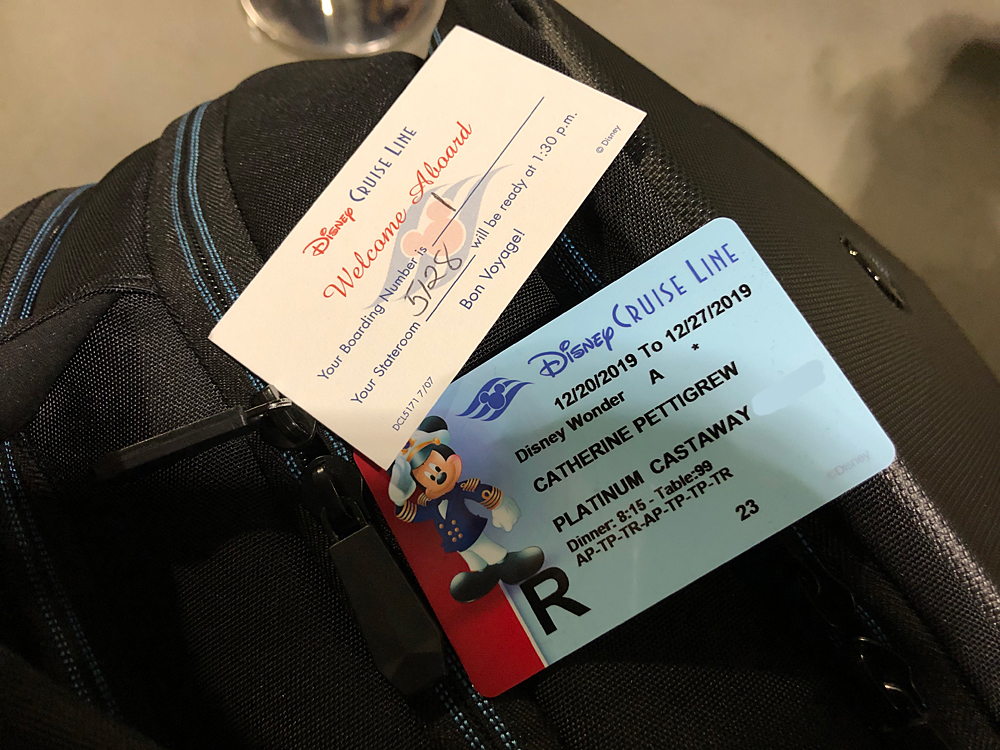 Disney CRUISE LINE
Welcome Aboard
Your Boarding Number is 1
Your Stateroom 5128 will be ready at 1:30 p.m.
Bon Voyage!
DCL5171 7/07
© Disney
Disney CRUISE LINE
12/20/2019 To 12/27/2019
Disney Wonder A *
CATHERINE PETTIGREW
PLATINUM CASTAWAY
Dinner: 8:15 - Table:99
AP-TP-TR-AP-TP-TP-TR
23
R
©Disney